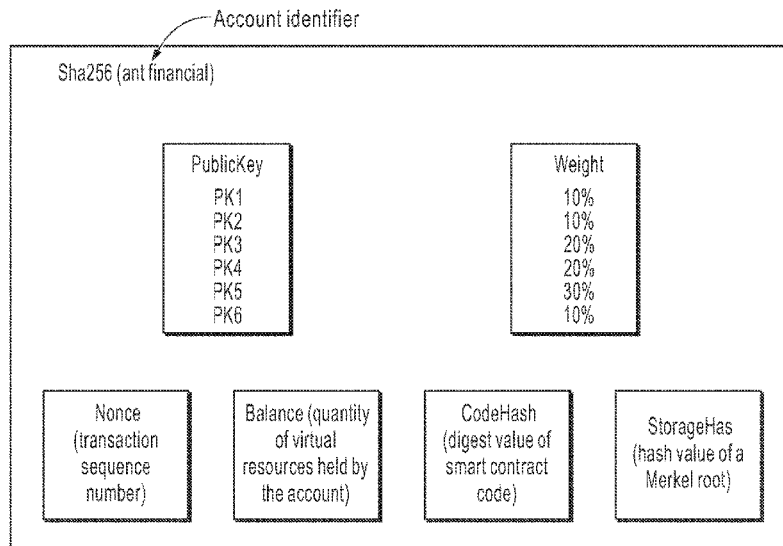 Account identifier
Sha256 (ant financial)
PublicKey
PK1
PK2
PK3
PK4
PK5
PK6
Weight
10%
10%
20%
20%
30%
10%
Nonce
(transaction
sequence
number)
Balance (quantity
of virtual
resources held by
the account)
CodeHash
(digest value of
smart contract
code)
StorageHas
(hash value of a
Merkel root)